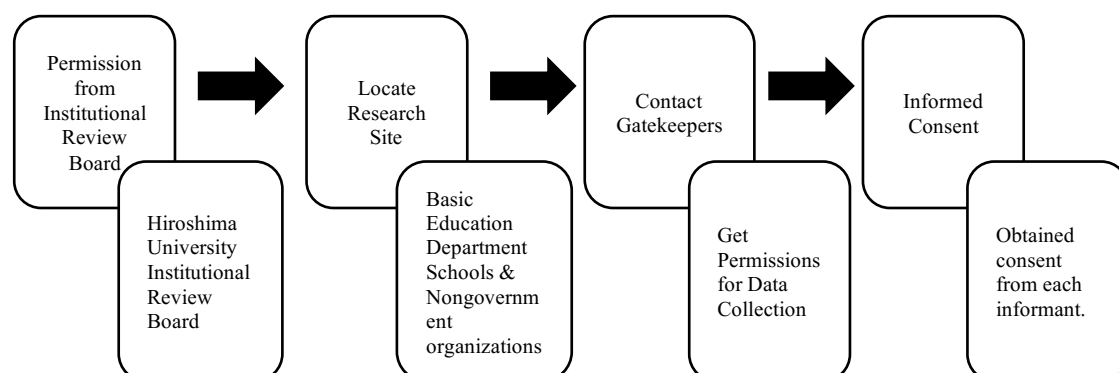 Permission
from
Institutional
Review
Board
Hiroshima
University
Institutional
Review
Board
Locate
Research
Site
Basic
Education
Department
Schools &
Nongovernm
ent
organizations
Contact
Gatekeepers
Get
Permissions
for Data
Collection
Informed
Consent
Obtained
consent
from each
informant.